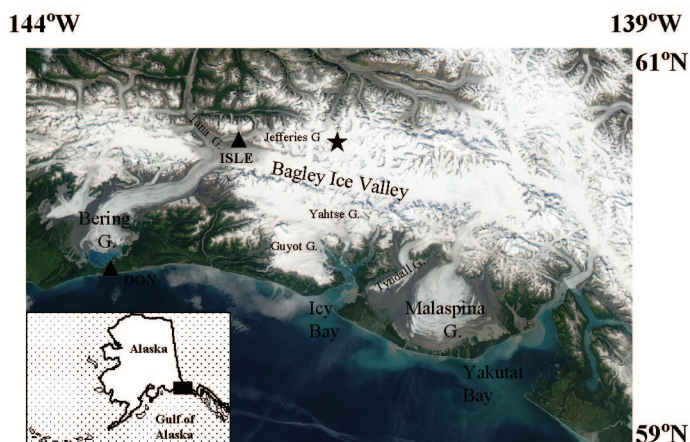 144°W
139°W
61°N
Tana G.
Jefferies G
ISLE
Bagley Ice Valley
Yahtse G.
Bering
G.
Guyot G.
Tyndall G.
DON
Icy
Bay
Malaspina
G.
Yakutat
Bay
Alaska
Gulf of
Alaska
59°N